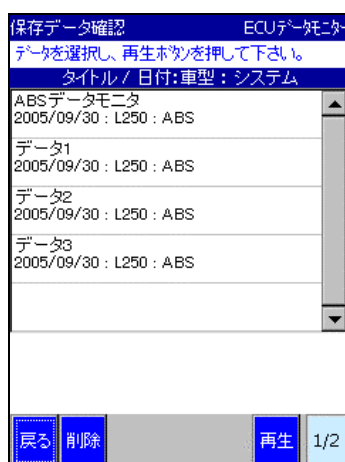 保存データ確認 ECUデータモニター
データを選択し、再生ボタンを押して下さい。
タイトル / 日付:車型:システム
ABSデータモニタ
2005/09/30 : L250 : ABS
データ1
2005/09/30 : L250 : ABS
データ2
2005/09/30 : L250 : ABS
データ3
2005/09/30 : L250 : ABS
戻る 削除 再生 1/2